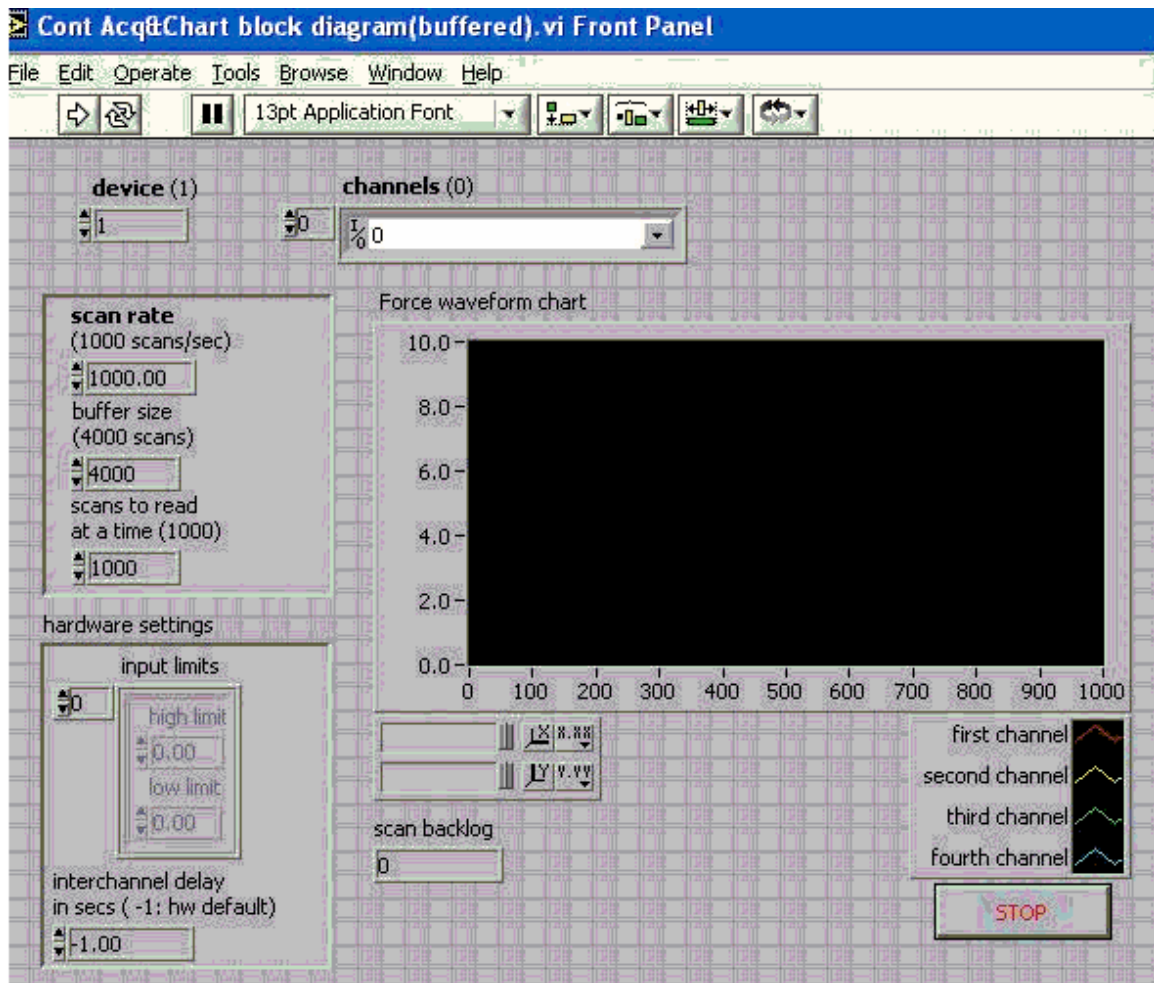 Cont Acq&Chart block diagram(buffered).vi Front Panel
File Edit Operate Tools Browse Window Help
13pt Application Font
device (1)
1
channels (0)
0
0
scan rate
(1000 scans/sec)
1000.00
buffer size
(4000 scans)
4000
scans to read
at a time (1000)
1000
hardware settings
input limits
0
high limit
0.00
low limit
0.00
interchannel delay
in secs ( -1: hw default)
-1.00
Force waveform chart
10.0
8.0
6.0
4.0
2.0
0.0
0 100 200 300 400 500 600 700 800 900 1000
X X.XX
Y Y.YY
scan backlog
0
first channel
second channel
third channel
fourth channel
STOP